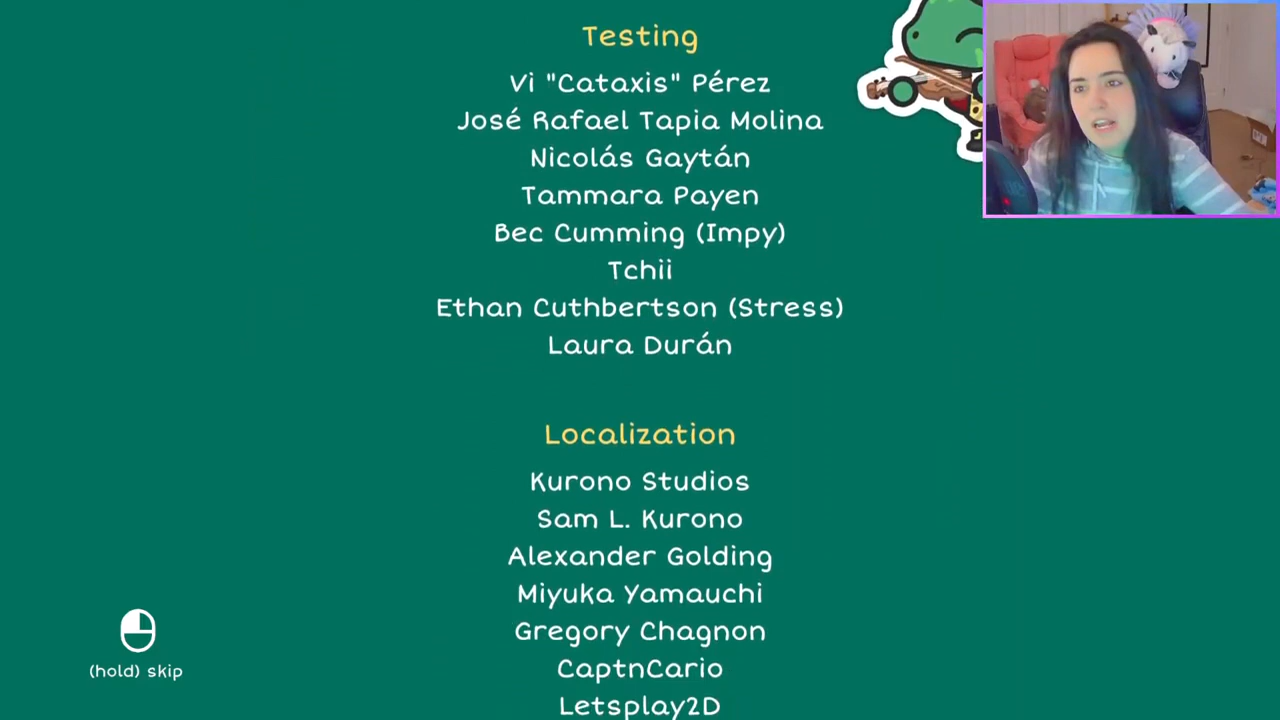 Testing
Vi "Cataxis" Pérez
José Rafael Tapia Molina
Nicolás Gaytán
Tammara Payen
Bec Cumming (Impy)
Tchii
Ethan Cuthbertson (Stress)
Laura Durán
Localization
Kurono Studios
Sam L. Kurono
Alexander Golding
Miyuka Yamauchi
Gregory Chagnon
CaptnCario
Letsplay2D
(hold) skip